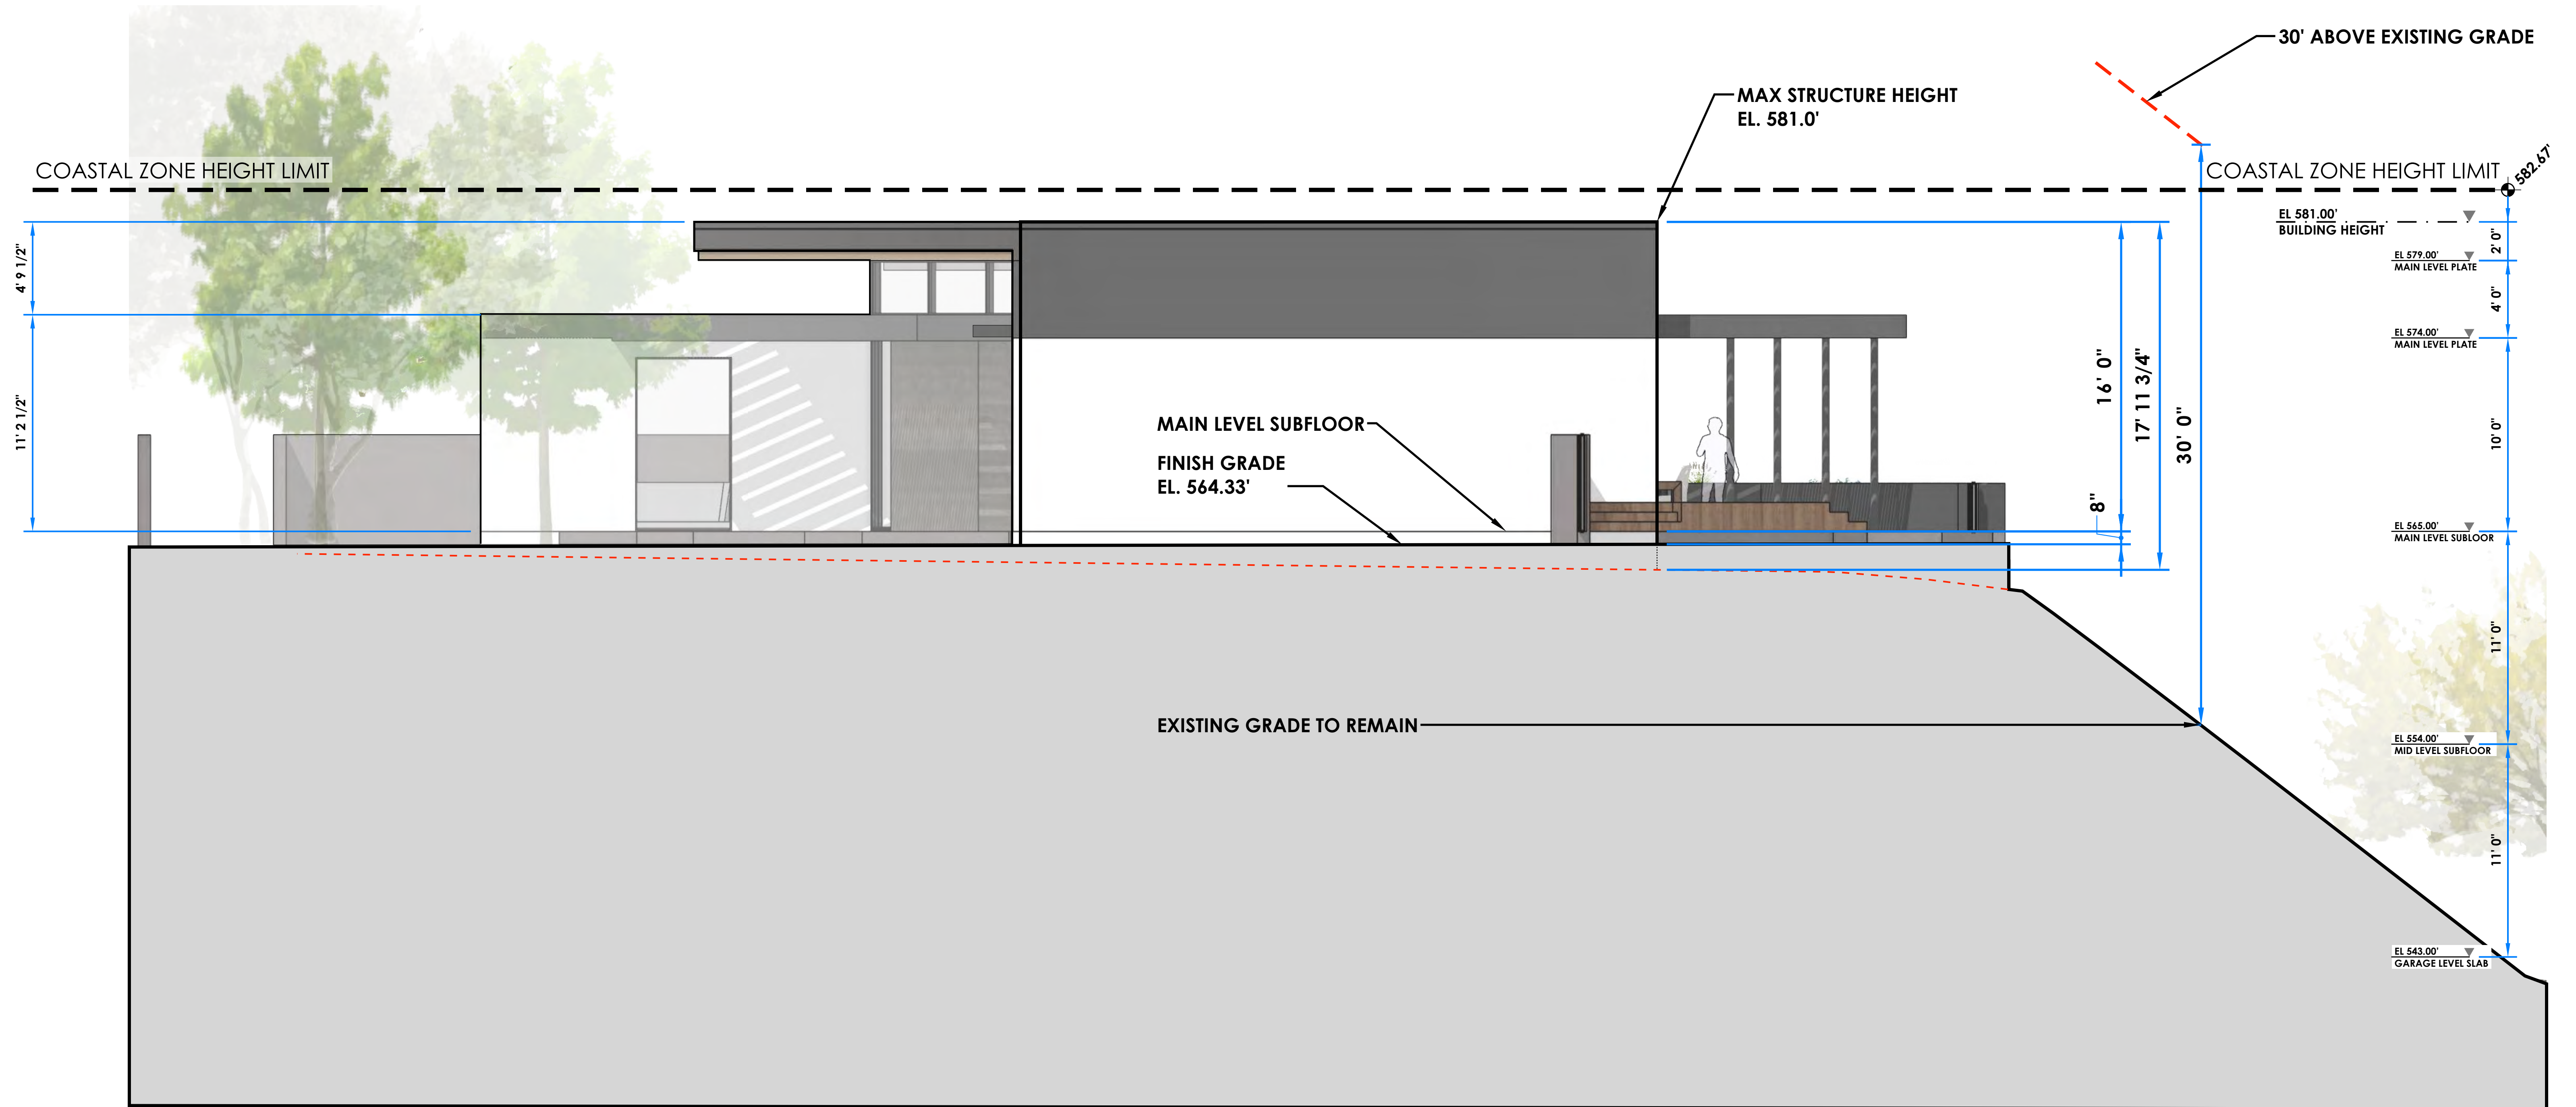 30' ABOVE EXISTING GRADE
MAX STRUCTURE HEIGHT
EL. 581.0'
COASTAL ZONE HEIGHT LIMIT
COASTAL ZONE HEIGHT LIMIT
582.67'
EL 581.00'
BUILDING HEIGHT
2' 0"
EL 579.00'
MAIN LEVEL PLATE
4' 0"
EL 574.00'
MAIN LEVEL PLATE
4' 9 1/2"
11' 2 1/2"
16' 0"
17' 11 3/4"
30' 0"
10' 0"
MAIN LEVEL SUBFLOOR
FINISH GRADE
EL. 564.33'
8"
EL 565.00'
MAIN LEVEL SUBLOOR
11' 0"
EXISTING GRADE TO REMAIN
EL 554.00'
MID LEVEL SUBFLOOR
11' 0"
EL 543.00'
GARAGE LEVEL SLAB